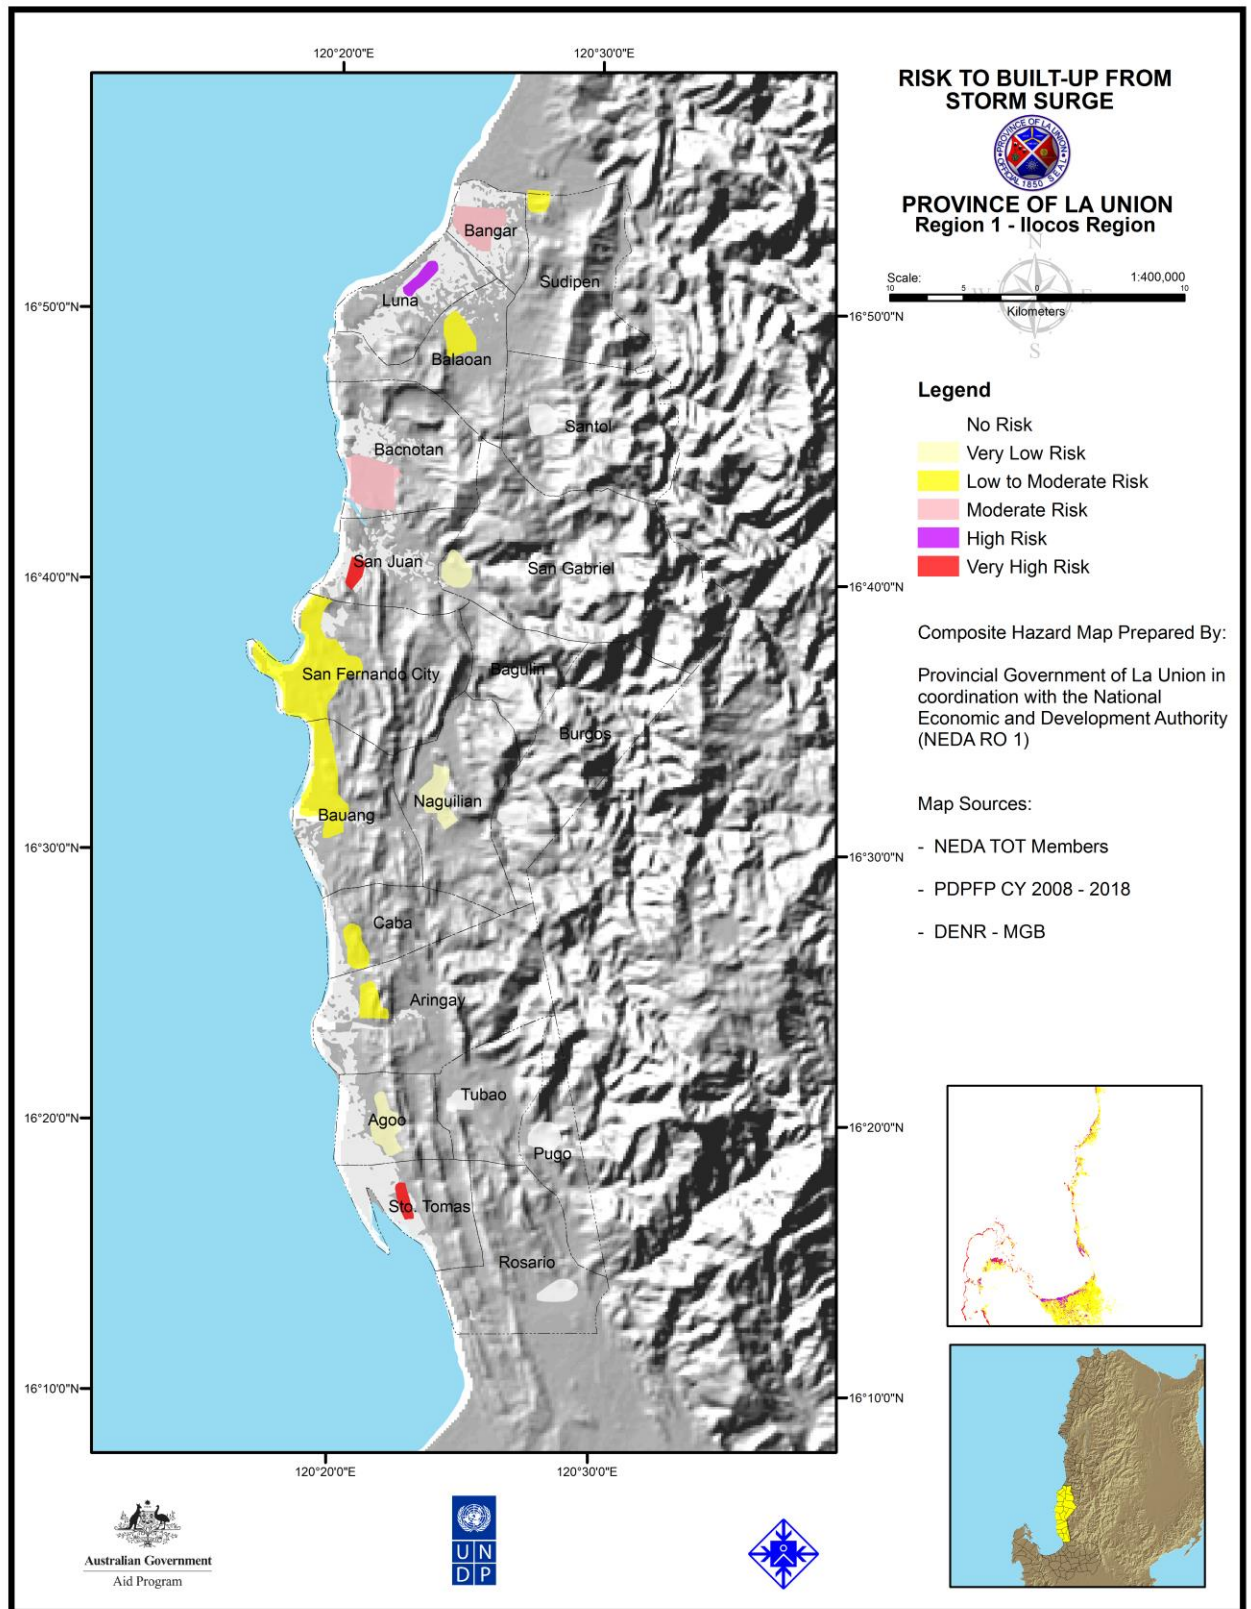 120°20'0"E
120°30'0"E
RISK TO BUILT-UP FROM
STORM SURGE
PROVINCE OF LA UNION
OFFICIAL 1850 SEAL
PROVINCE OF LA UNION
Region 1 - Ilocos Region
N
W
E
S
Scale:
1:400,000
10
5
0
10
Kilometers
Bangar
Sudipen
Luna
Balaoan
Santol
Bacnotan
San Juan
San Gabriel
San Fernando City
Bagulin
Burgos
Naguilian
Bauang
Caba
Aringay
Tubao
Agoo
Pugo
Sto. Tomas
Rosario
16°50'0"N
16°40'0"N
16°30'0"N
16°20'0"N
16°10'0"N
16°50'0"N
16°40'0"N
16°30'0"N
16°20'0"N
16°10'0"N
120°20'0"E
120°30'0"E
Legend
No Risk
Very Low Risk
Low to Moderate Risk
Moderate Risk
High Risk
Very High Risk
Composite Hazard Map Prepared By:
Provincial Government of La Union in
coordination with the National
Economic and Development Authority
(NEDA RO 1)
Map Sources:
- NEDA TOT Members
- PDPFP CY 2008 - 2018
- DENR - MGB
Australian Government
Aid Program
U N
D P